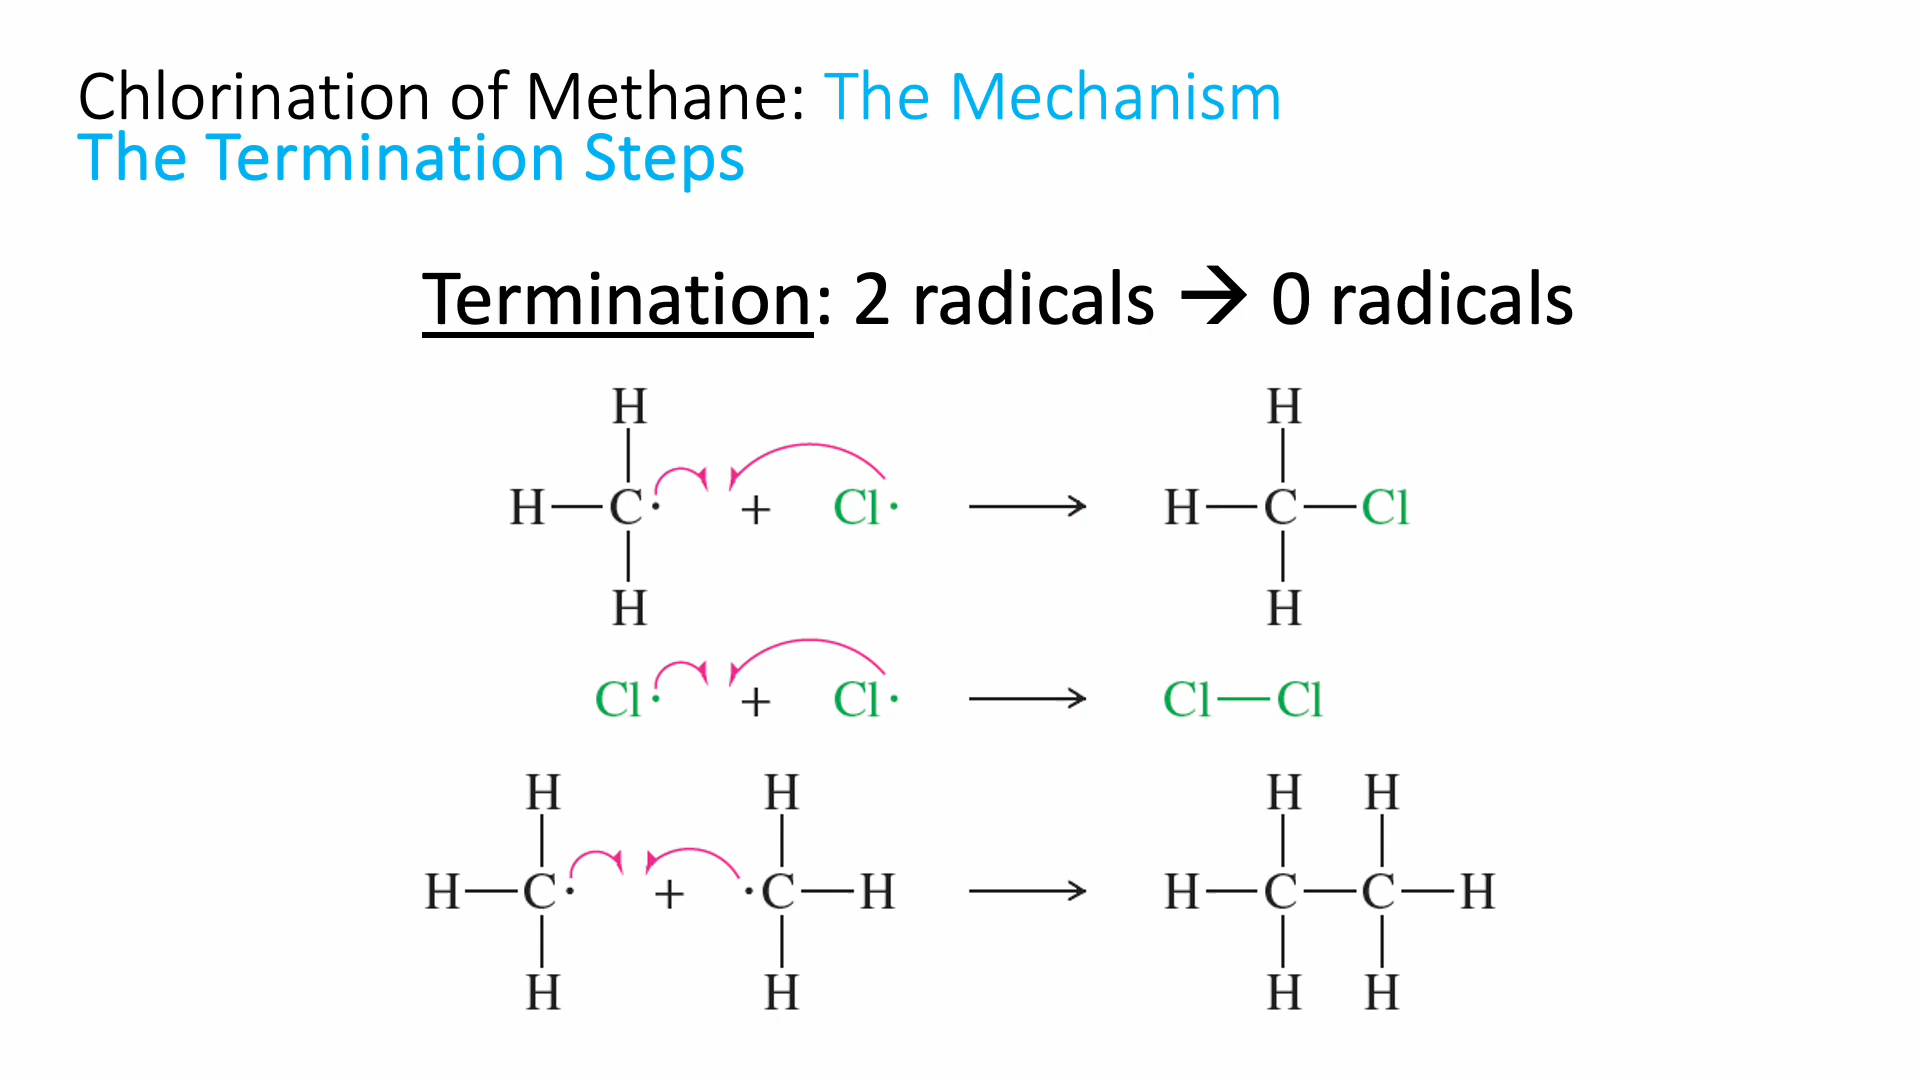 Chlorination of Methane: The Mechanism
The Termination Steps
Termination: 2 radicals → 0 radicals
H H
H—C· + Cl· ⟶ H—C—Cl
H H
Cl· + Cl· ⟶ Cl—Cl
H H H H
H—C· + ·C—H ⟶ H—C—C—H
H H H H